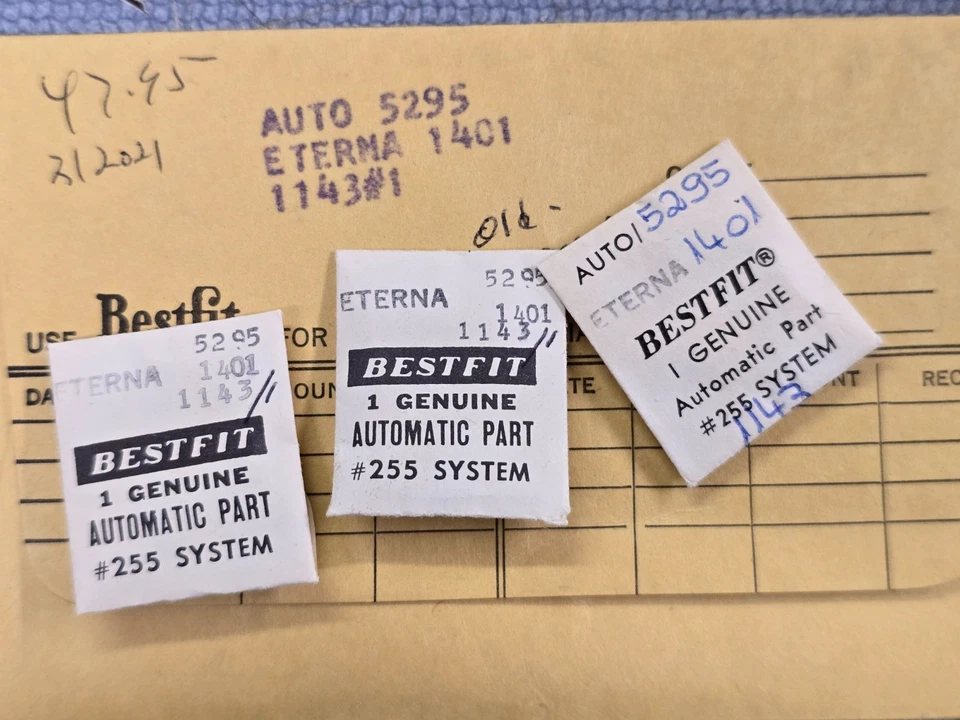 47.95
2/2021
AUTO 5295
ETERNA 1401
1143#1
Old-
USE Bestfit FOR
DA
OUN
TE
NT
REC
5295
ETERNA 1401
1143"
BESTFIT
1 GENUINE
AUTOMATIC PART
#255 SYSTEM
5295
ETERNA 1401
1143"
BESTFIT
1 GENUINE
AUTOMATIC PART
#255 SYSTEM
AUTO/5295
ETERNA 1401
BESTFIT®
1 GENUINE
Automatic Part
#255 SYSTEM
1143